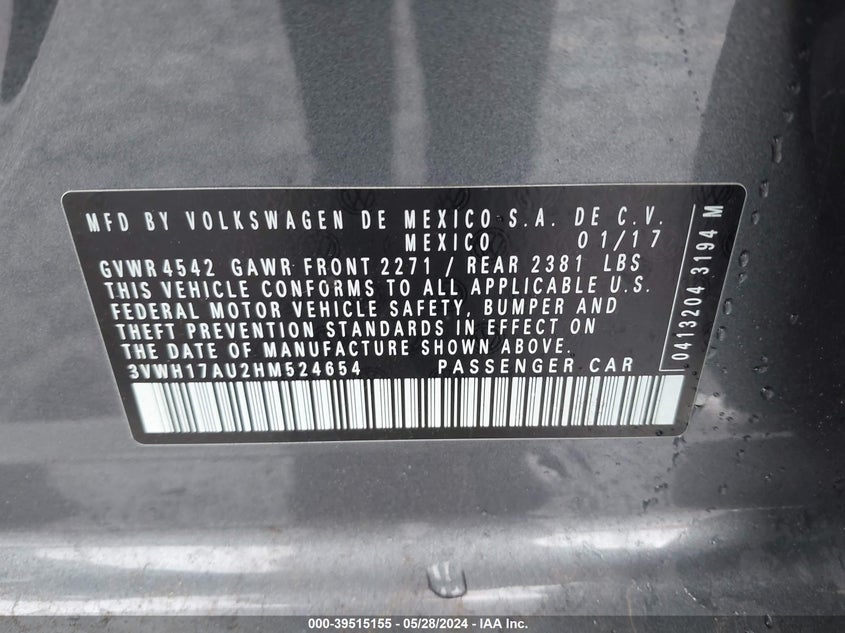 MFD BY VOLKSWAGEN DE MEXICO S.A. DE C.V.
MEXICO 01/17
GVWR4542 GAWR FRONT 2271 / REAR 2381 LBS
THIS VEHICLE CONFORMS TO ALL APPLICABLE U.S.
FEDERAL MOTOR VEHICLE SAFETY, BUMPER AND
THEFT PREVENTION STANDARDS IN EFFECT ON
THE DATE OF MANUFACTURE SHOWN ABOVE.
3VWH17AU2HM524654 PASSENGER CAR
0413204 3194 M
000-39515155 — 05/28/2024 — IAA Inc.